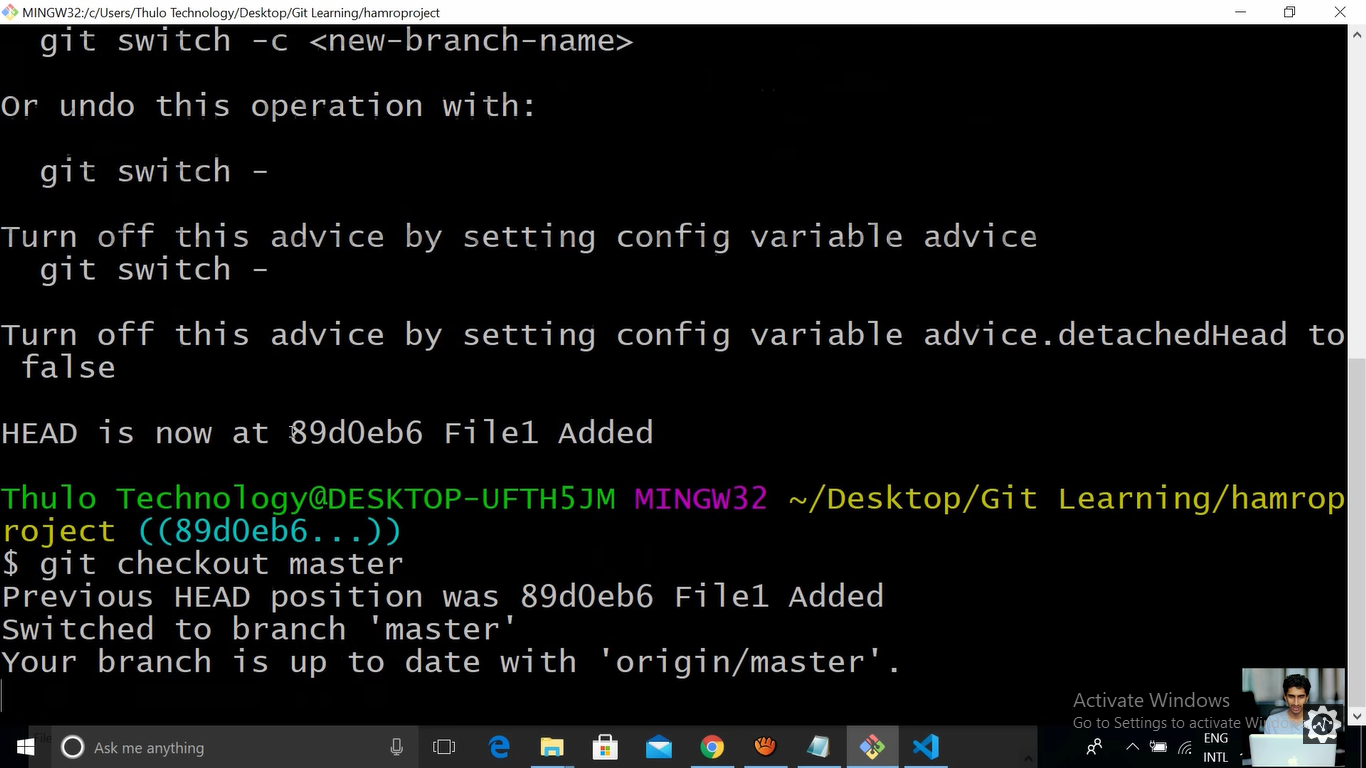 MINGW32:/c/Users/Thulo Technology/Desktop/Git Learning/hamroproject
git switch -c <new-branch-name>
Or undo this operation with:
git switch -
Turn off this advice by setting config variable advice
git switch -
Turn off this advice by setting config variable advice.detachedHead to
false
HEAD is now at 89d0eb6 File1 Added
Thulo Technology@DESKTOP-UFTH5JM MINGW32 ~/Desktop/Git Learning/hamrop
roject ((89d0eb6...))
$ git checkout master
Previous HEAD position was 89d0eb6 File1 Added
Switched to branch 'master'
Your branch is up to date with 'origin/master'.
Activate Windows
Go to Settings to activate
Ask me anything
ENG
INTL